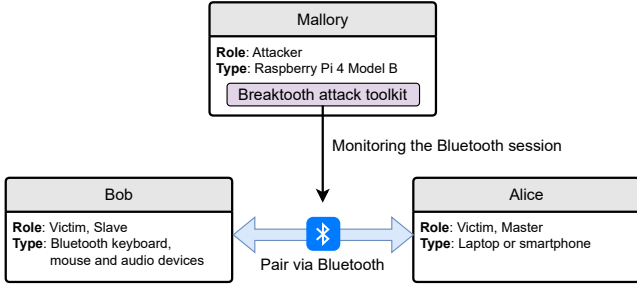 Mallory
Role: Attacker
Type: Raspberry Pi 4 Model B
Breaktooth attack toolkit
Monitoring the Bluetooth session
Bob
Role: Victim, Slave
Type: Bluetooth keyboard,
mouse and audio devices
Pair via Bluetooth
Alice
Role: Victim, Master
Type: Laptop or smartphone